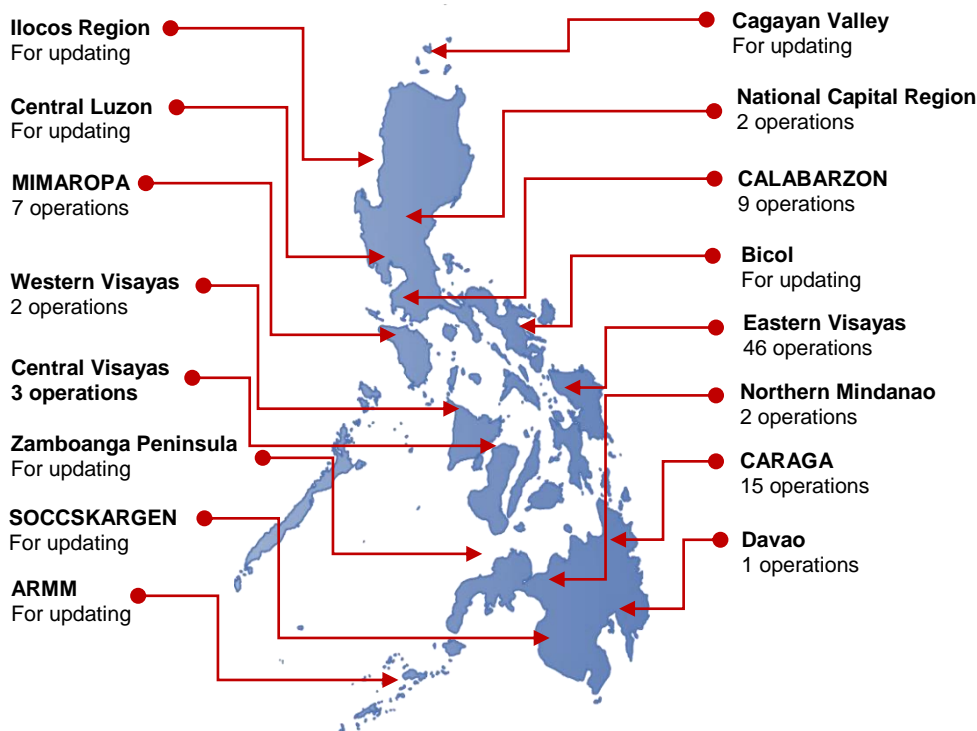 Ilocos Region
For updating
Central Luzon
For updating
MIMAROPA
7 operations
Western Visayas
2 operations
Central Visayas
3 operations
Zamboanga Peninsula
For updating
SOCCSKARGEN
For updating
ARMM
For updating
Cagayan Valley
For updating
National Capital Region
2 operations
CALABARZON
9 operations
Bicol
For updating
Eastern Visayas
46 operations
Northern Mindanao
2 operations
CARAGA
15 operations
Davao
1 operations